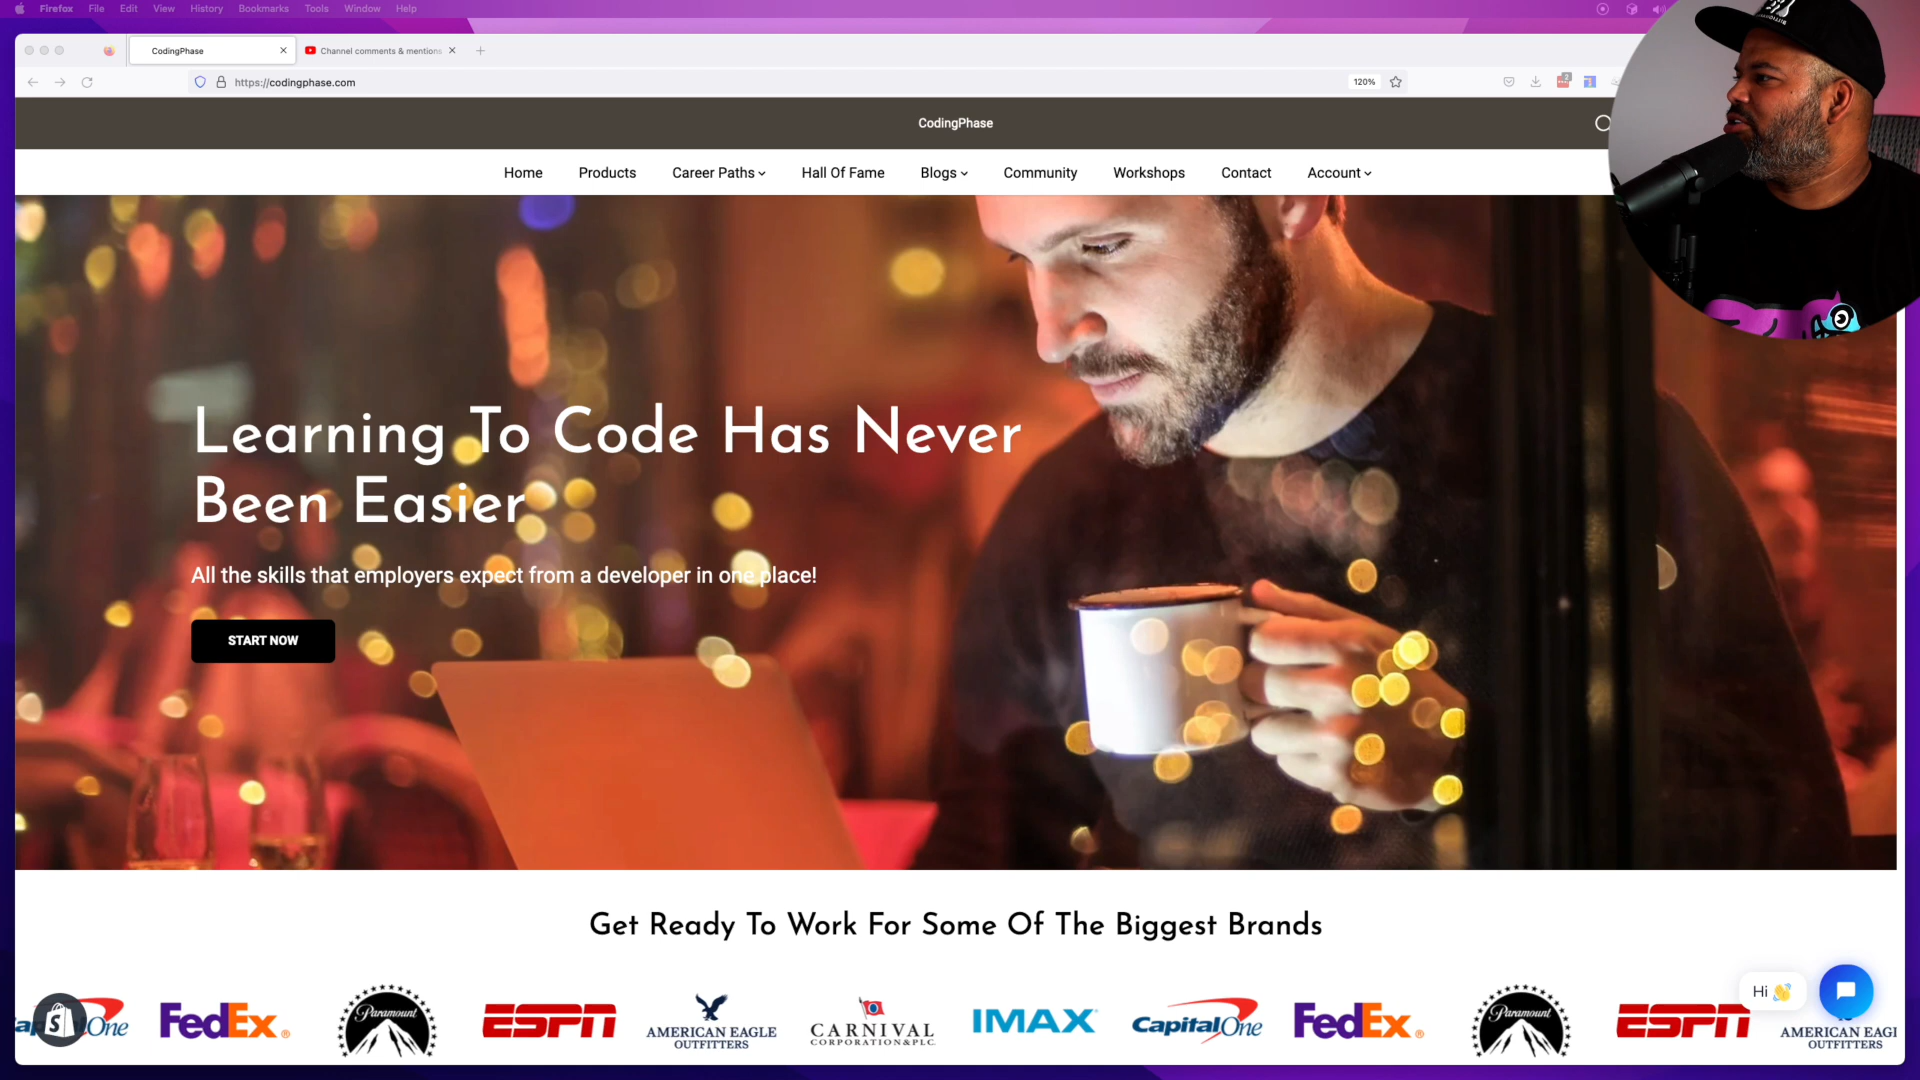 Firefox File Edit View History Bookmarks Tools Window Help
CodingPhase
Channel comments & mentions
https://codingphase.com
120%
CodingPhase
Home Products Career Paths Hall Of Fame Blogs Community Workshops Contact Account
Learning To Code Has Never
Been Easier
All the skills that employers expect from a developer in one place!
START NOW
Get Ready To Work For Some Of The Biggest Brands
Hi 👋
CapitalOne FedEx Paramount ESPN AMERICAN EAGLE OUTFITTERS CARNIVAL CORPORATION&PLC. IMAX CapitalOne FedEx Paramount ESPN AMERICAN EAGL OUTFITTERS